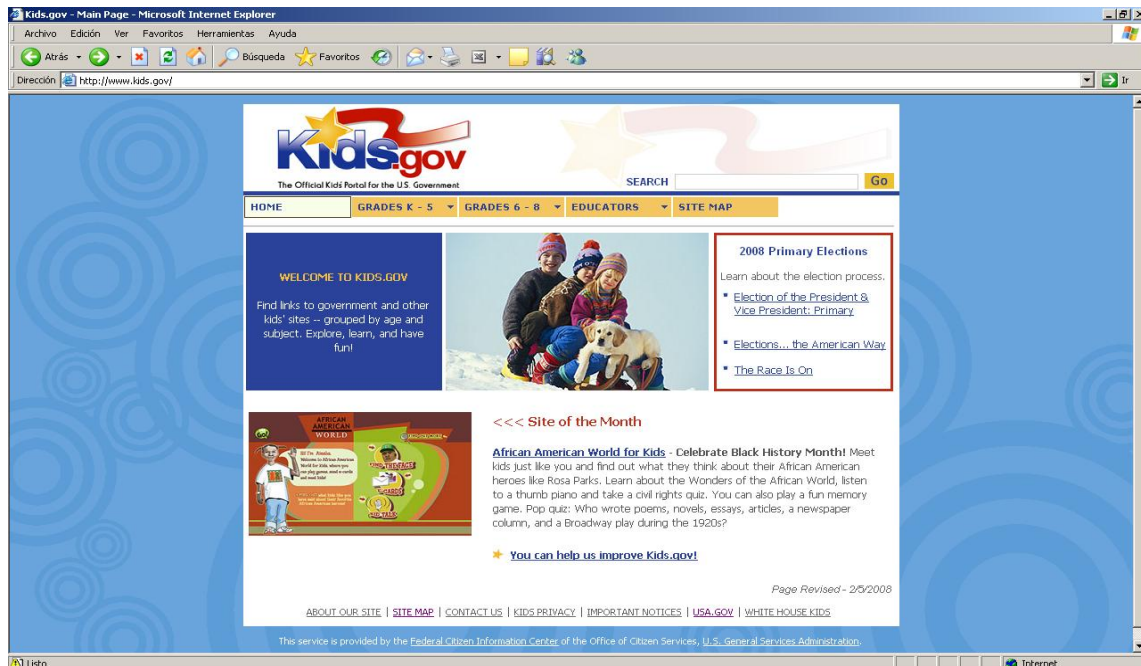 Kids.gov - Main Page - Microsoft Internet Explorer
Archivo Edición Ver Favoritos Herramientas Ayuda
Atrás Búsqueda Favoritos
Dirección http://www.kids.gov/ Ir
Kids.gov
The Official Kids' Portal for the U.S. Government
SEARCH Go
HOME GRADES K - 5 GRADES 6 - 8 EDUCATORS SITE MAP
WELCOME TO KIDS.GOV
Find links to government and other
kids' sites -- grouped by age and
subject. Explore, learn, and have
fun!
2008 Primary Elections
Learn about the election process.
Election of the President &
Vice President: Primary
Elections... the American Way
The Race Is On
AFRICAN
AMERICAN
WORLD
Go!
<<< Site of the Month
African American World for Kids - Celebrate Black History Month! Meet
kids just like you and find out what they think about their African American
heroes like Rosa Parks. Learn about the Wonders of the African World, listen
to a thumb piano and take a civil rights quiz. You can also play a fun memory
game. Pop quiz: Who wrote poems, novels, essays, articles, a newspaper
column, and a Broadway play during the 1920s?
You can help us improve Kids.gov!
Page Revised - 2/5/2008
ABOUT OUR SITE | SITE MAP | CONTACT US | KIDS PRIVACY | IMPORTANT NOTICES | USA.GOV | WHITE HOUSE KIDS
This service is provided by the Federal Citizen Information Center of the Office of Citizen Services, U.S. General Services Administration.
Listo Internet